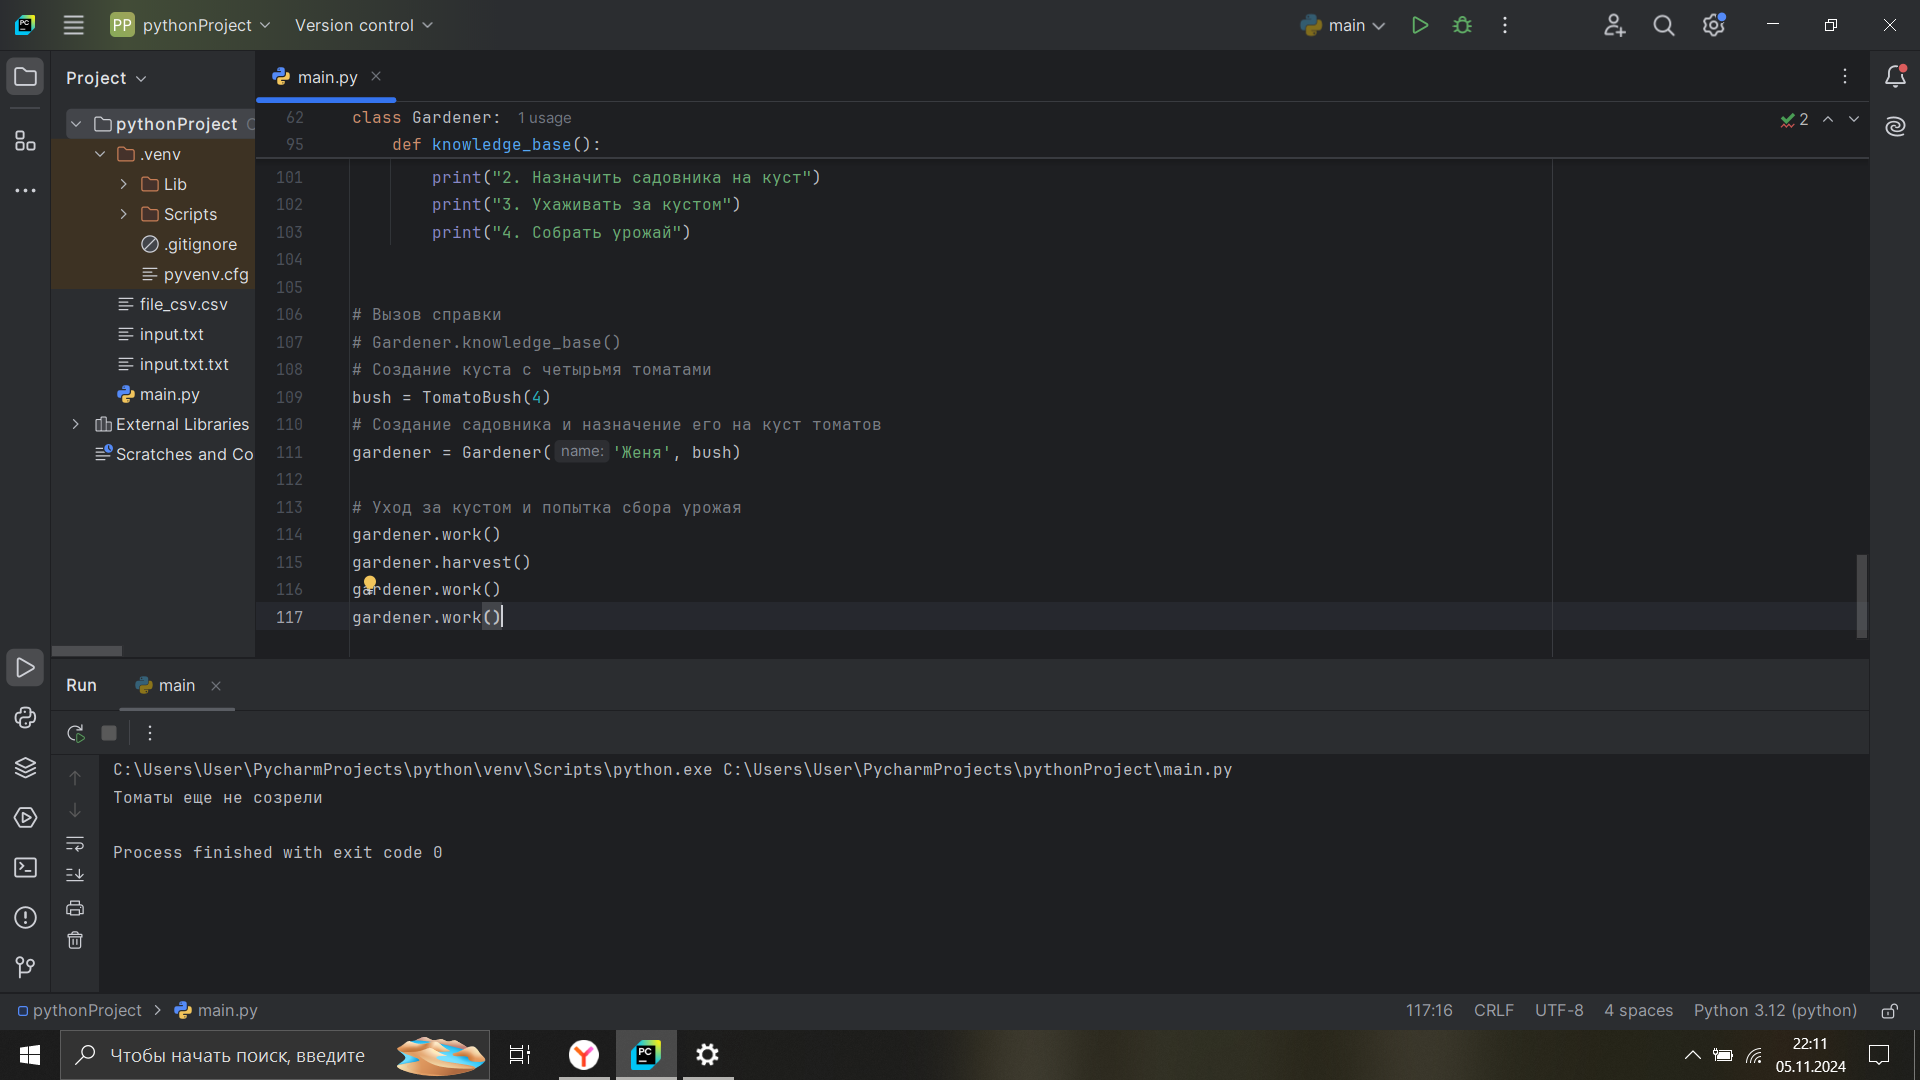 PP pythonProject Version control main
Project main.py
pythonProject
.venv
Lib
Scripts
.gitignore
pyvenv.cfg
file_csv.csv
input.txt
input.txt.txt
main.py
External Libraries
Scratches and Co
62 class Gardener: 1 usage
2
95 def knowledge_base():
101 print("2. Назначить садовника на куст")
102 print("3. Ухаживать за кустом")
103 print("4. Собрать урожай")
104
105
106 # Вызов справки
107 # Gardener.knowledge_base()
108 # Создание куста с четырьмя томатами
109 bush = TomatoBush(4)
110 # Создание садовника и назначение его на куст томатов
111 gardener = Gardener( name: 'Женя', bush)
112
113 # Уход за кустом и попытка сбора урожая
114 gardener.work()
115 gardener.harvest()
116 gardener.work()
117 gardener.work()
Run main
C:\Users\User\PycharmProjects\python\venv\Scripts\python.exe C:\Users\User\PycharmProjects\pythonProject\main.py
Томаты еще не созрели
Process finished with exit code 0
pythonProject > main.py 117:16 CRLF UTF-8 4 spaces Python 3.12 (python)
Чтобы начать поиск, введите
22:11
05.11.2024